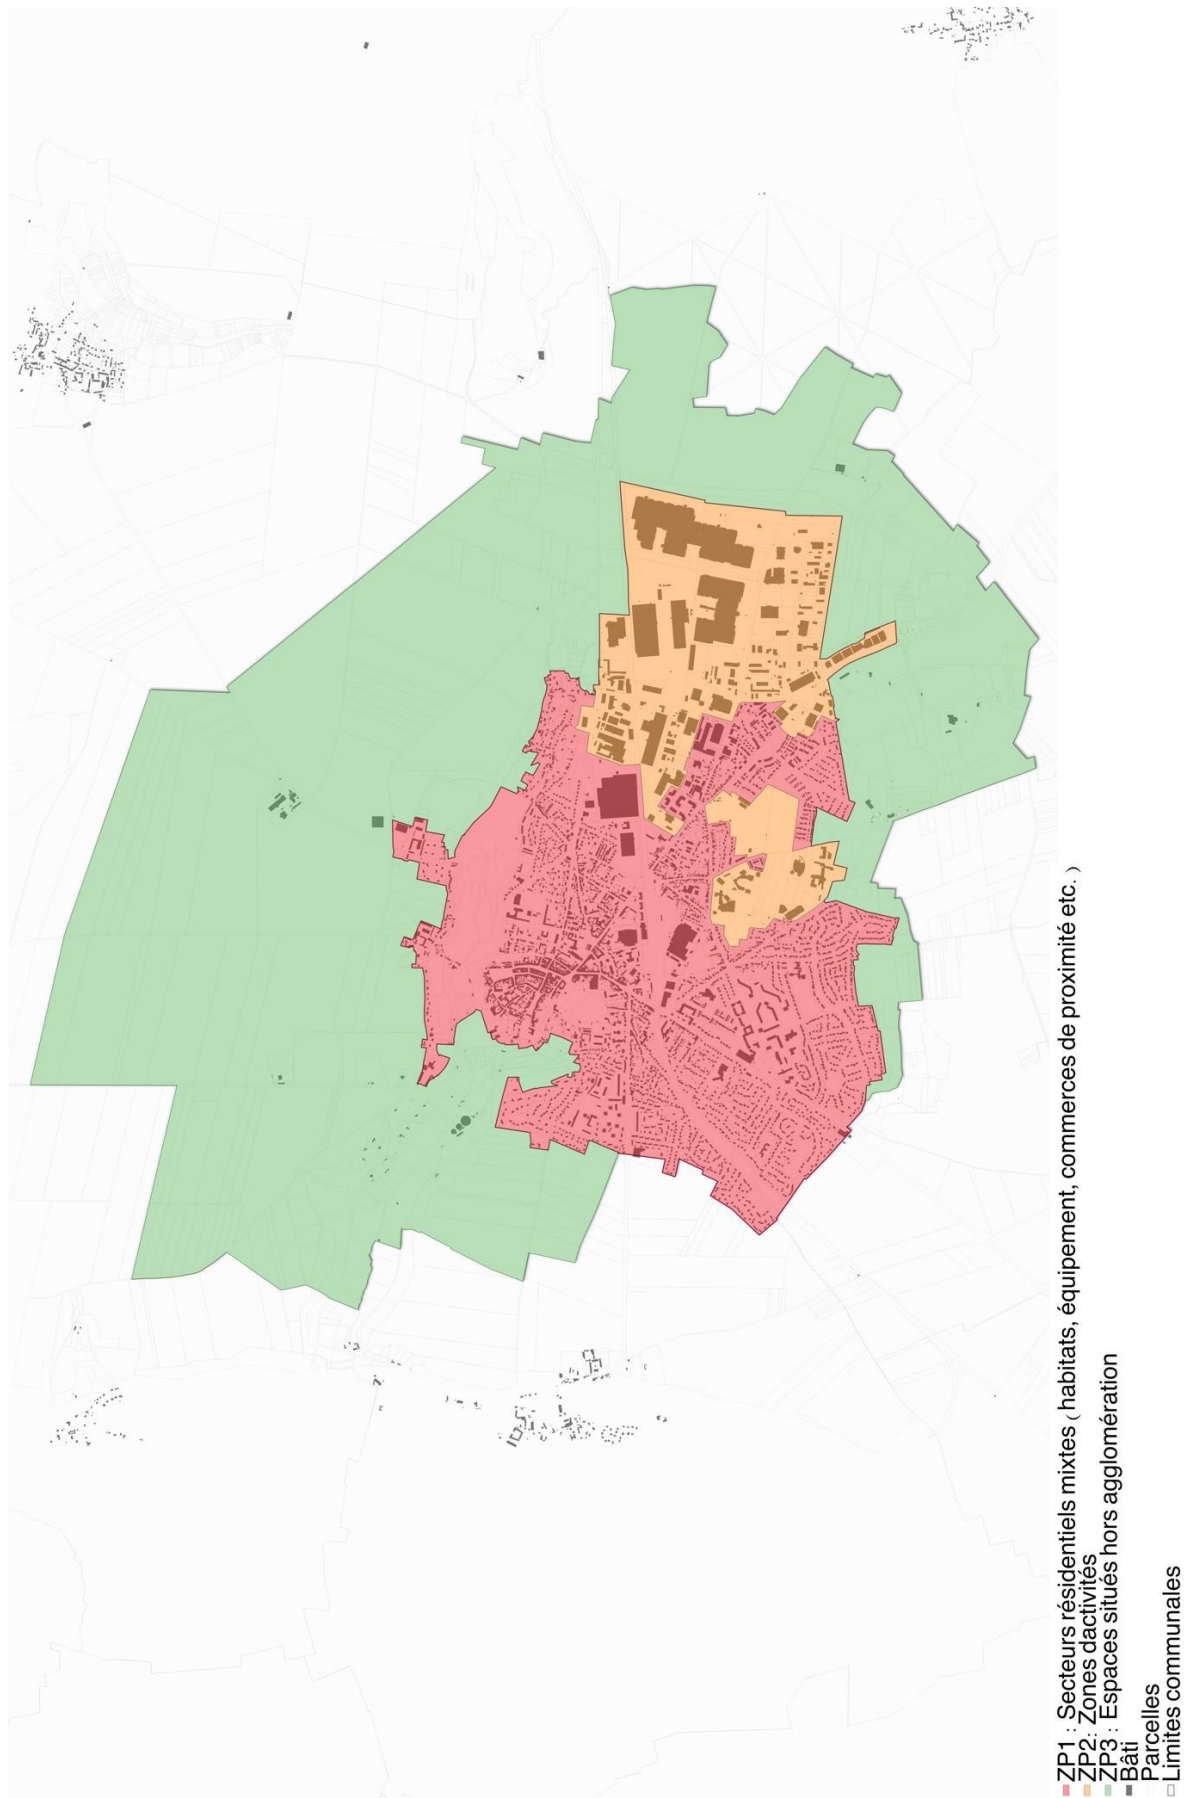 ZP1 : Secteurs résidentiels mixtes ( habitats, équipement, commerces de proximité etc. )
ZP2: Zones dactivités
ZP3 : Espaces situés hors agglomération
Bâti
Parcelles
Limites communales